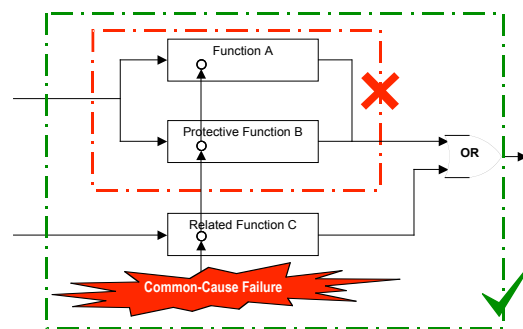 Function A
Protective Function B
OR
Related Function C
Common-Cause Failure